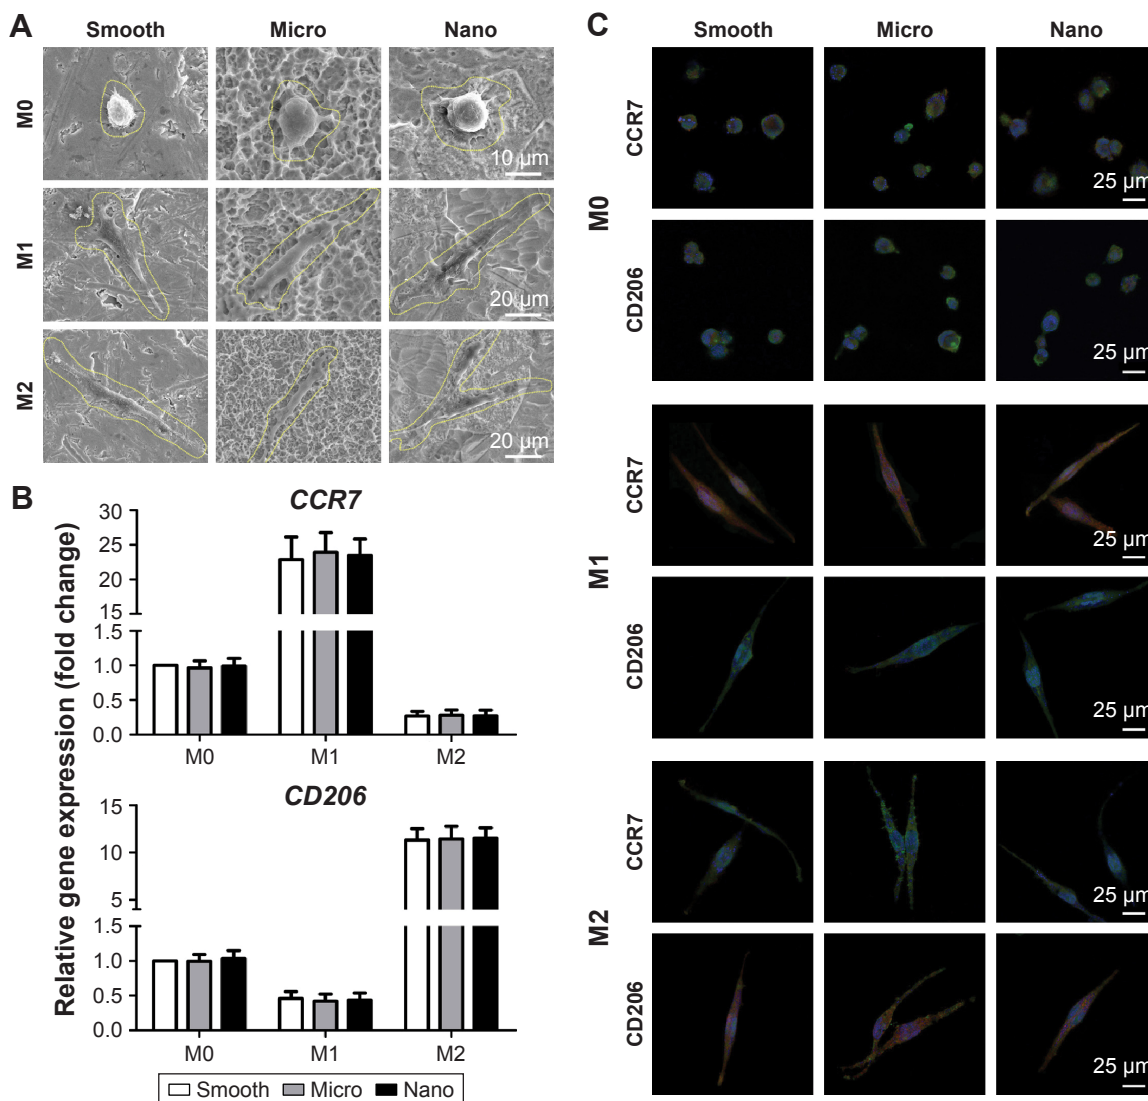 A
Smooth Micro Nano
M0
10 µm
M1
20 µm
M2
20 µm
B
Relative gene expression (fold change)
CCR7
30
25
20
15
1.5
1.0
0.5
0.0
M0 M1 M2
CD206
15
10
5
1.5
1.0
0.5
0.0
M0 M1 M2
Smooth Micro Nano
C
Smooth Micro Nano
M0
CCR7
25 µm
CD206
25 µm
M1
CCR7
25 µm
CD206
25 µm
M2
CCR7
25 µm
CD206
25 µm